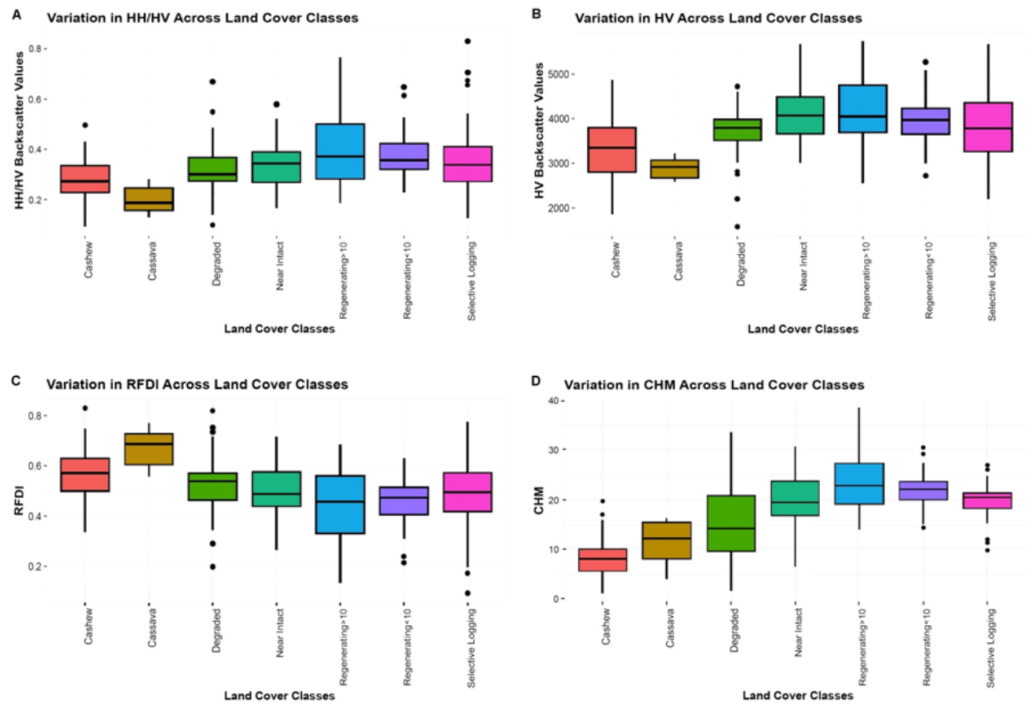 A
Variation in HH/HV Across Land Cover Classes
HH/HV Backscatter Values
0.8
0.6
0.4
0.2
Cashew
Cassava
Degraded
Near Intact
Regenerating>10
Regenerating<10
Selective Logging
Land Cover Classes
B
Variation in HV Across Land Cover Classes
HV Backscatter Values
5000
4000
3000
2000
Cashew
Cassava
Degraded
Near Intact
Regenerating>10
Regenerating<10
Selective Logging
Land Cover Classes
C
Variation in RFDI Across Land Cover Classes
RFDI
0.8
0.6
0.4
0.2
Cashew
Cassava
Degraded
Near Intact
Regenerating>10
Regenerating<10
Selective Logging
Land Cover Classes
D
Variation in CHM Across Land Cover Classes
CHM
40
30
20
10
0
Cashew
Cassava
Degraded
Near Intact
Regenerating>10
Regenerating<10
Selective Logging
Land Cover Classes